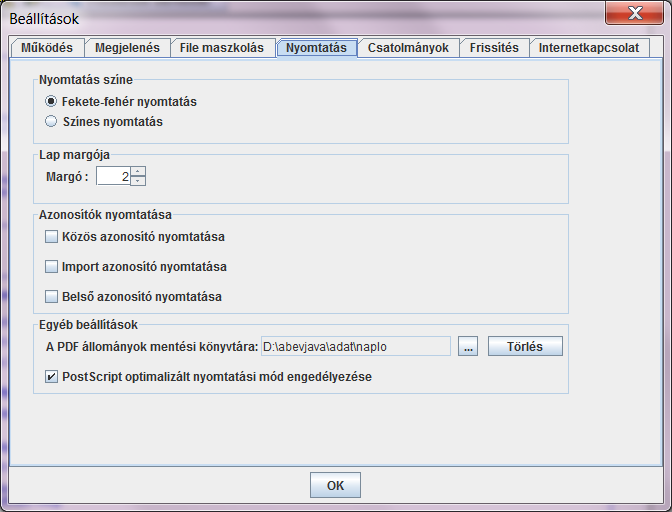 Beállítások
Működés Megjelenés File maszkolás Nyomtatás Csatolmányok Frissítés Internetkapcsolat
Nyomtatás színe
Fekete-fehér nyomtatás
Színes nyomtatás
Lap margója
Margó : 2
Azonosítók nyomtatása
Közös azonosító nyomtatása
Import azonosító nyomtatása
Belső azonosító nyomtatása
Egyéb beállítások
A PDF állományok mentési könyvtára: D:\abevjava\adat\naplo ... Törlés
PostScript optimalizált nyomtatási mód engedélyezése
OK